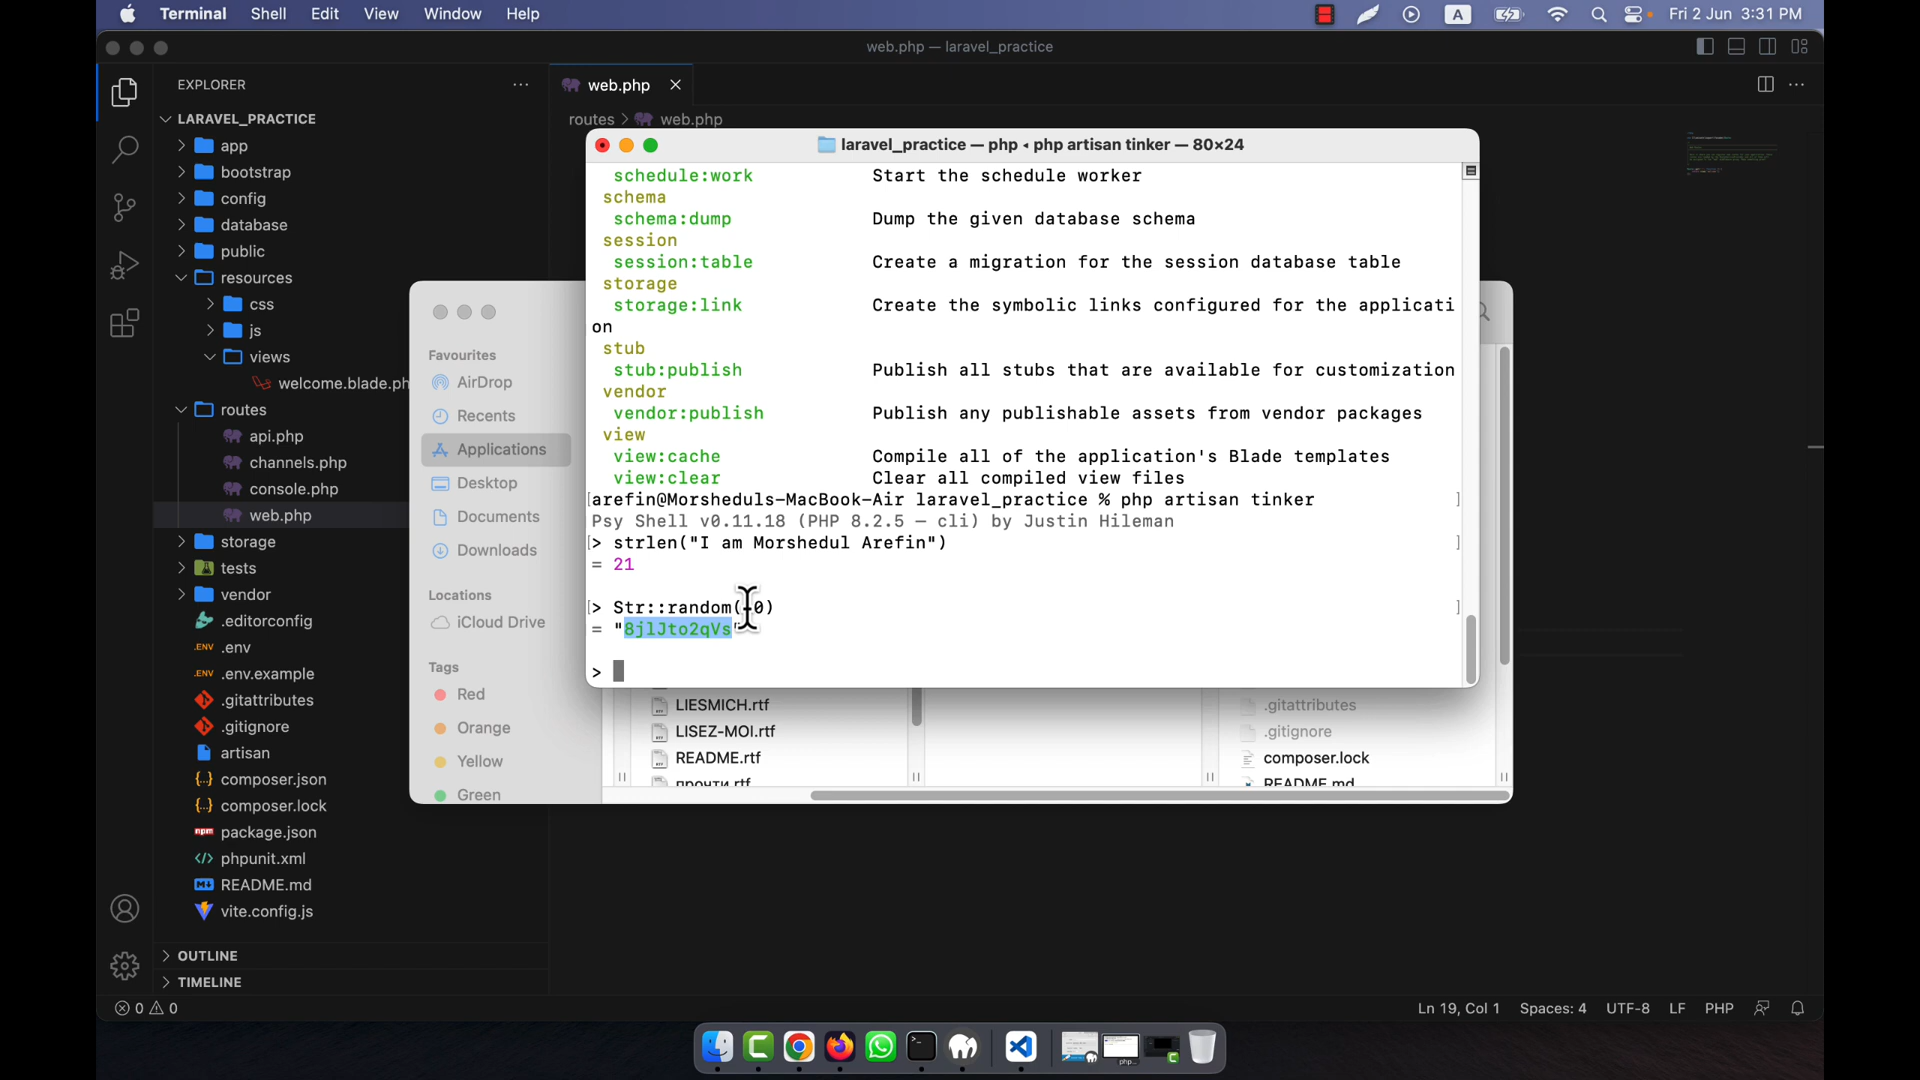 Terminal Shell Edit View Window Help
A
Fri 2 Jun 3:31 PM
web.php — laravel_practice
EXPLORER
web.php
routes > web.php
LARAVEL_PRACTICE
app
bootstrap
config
database
public
resources
css
js
views
welcome.blade.ph
routes
api.php
channels.php
console.php
web.php
storage
tests
vendor
.editorconfig
.ENV .env
.ENV .env.example
.gitattributes
.gitignore
artisan
composer.json
composer.lock
npm package.json
phpunit.xml
README.md
vite.config.js
OUTLINE
TIMELINE
Favourites
AirDrop
Recents
Applications
Desktop
Documents
Downloads
Locations
iCloud Drive
Tags
Red
Orange
Yellow
Green
laravel_practice — php ◂ php artisan tinker — 80×24
schedule:work Start the schedule worker
schema
schema:dump Dump the given database schema
session
session:table Create a migration for the session database table
storage
storage:link Create the symbolic links configured for the applicati
on
stub
stub:publish Publish all stubs that are available for customization
vendor
vendor:publish Publish any publishable assets from vendor packages
view
view:cache Compile all of the application's Blade templates
view:clear Clear all compiled view files
[arefin@Morsheduls-MacBook-Air laravel_practice % php artisan tinker ]
Psy Shell v0.11.18 (PHP 8.2.5 — cli) by Justin Hileman
[> strlen("I am Morshedul Arefin") ]
= 21
[> Str::random(10) ]
= "8jlJto2qVs"
>
LIESMICH.rtf
LISEZ-MOI.rtf
README.rtf
прочти.rtf
.gitattributes
.gitignore
composer.lock
README.md
0 0
Ln 19, Col 1 Spaces: 4 UTF-8 LF PHP